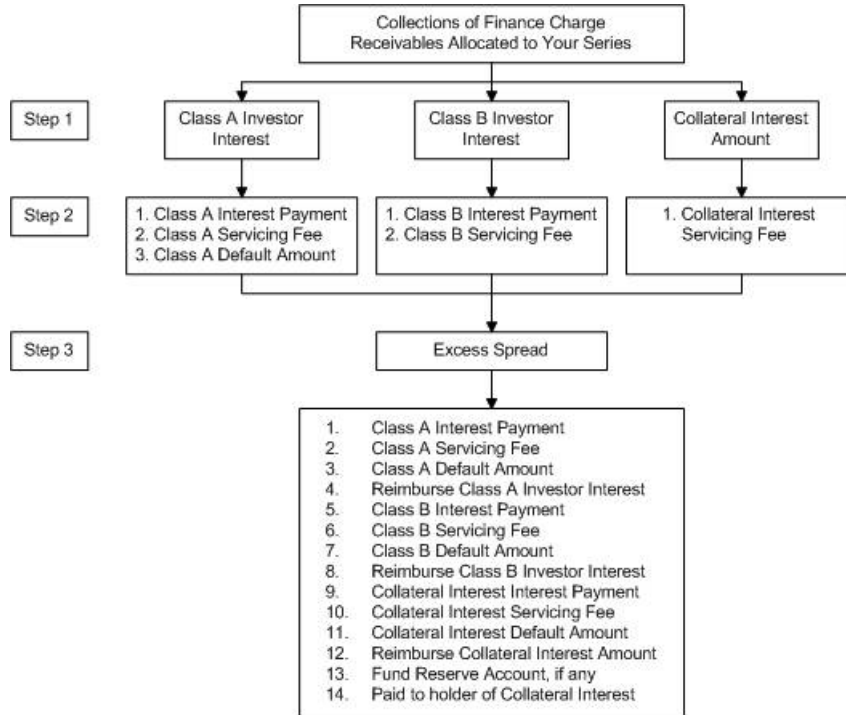 Collections of Finance Charge
Receivables Allocated to Your Series
Step 1
Class A Investor
Interest
Class B Investor
Interest
Collateral Interest
Amount
Step 2
1. Class A Interest Payment
2. Class A Servicing Fee
3. Class A Default Amount
1. Class B Interest Payment
2. Class B Servicing Fee
1. Collateral Interest
Servicing Fee
Step 3
Excess Spread
1. Class A Interest Payment
2. Class A Servicing Fee
3. Class A Default Amount
4. Reimburse Class A Investor Interest
5. Class B Interest Payment
6. Class B Servicing Fee
7. Class B Default Amount
8. Reimburse Class B Investor Interest
9. Collateral Interest Interest Payment
10. Collateral Interest Servicing Fee
11. Collateral Interest Default Amount
12. Reimburse Collateral Interest Amount
13. Fund Reserve Account, if any
14. Paid to holder of Collateral Interest